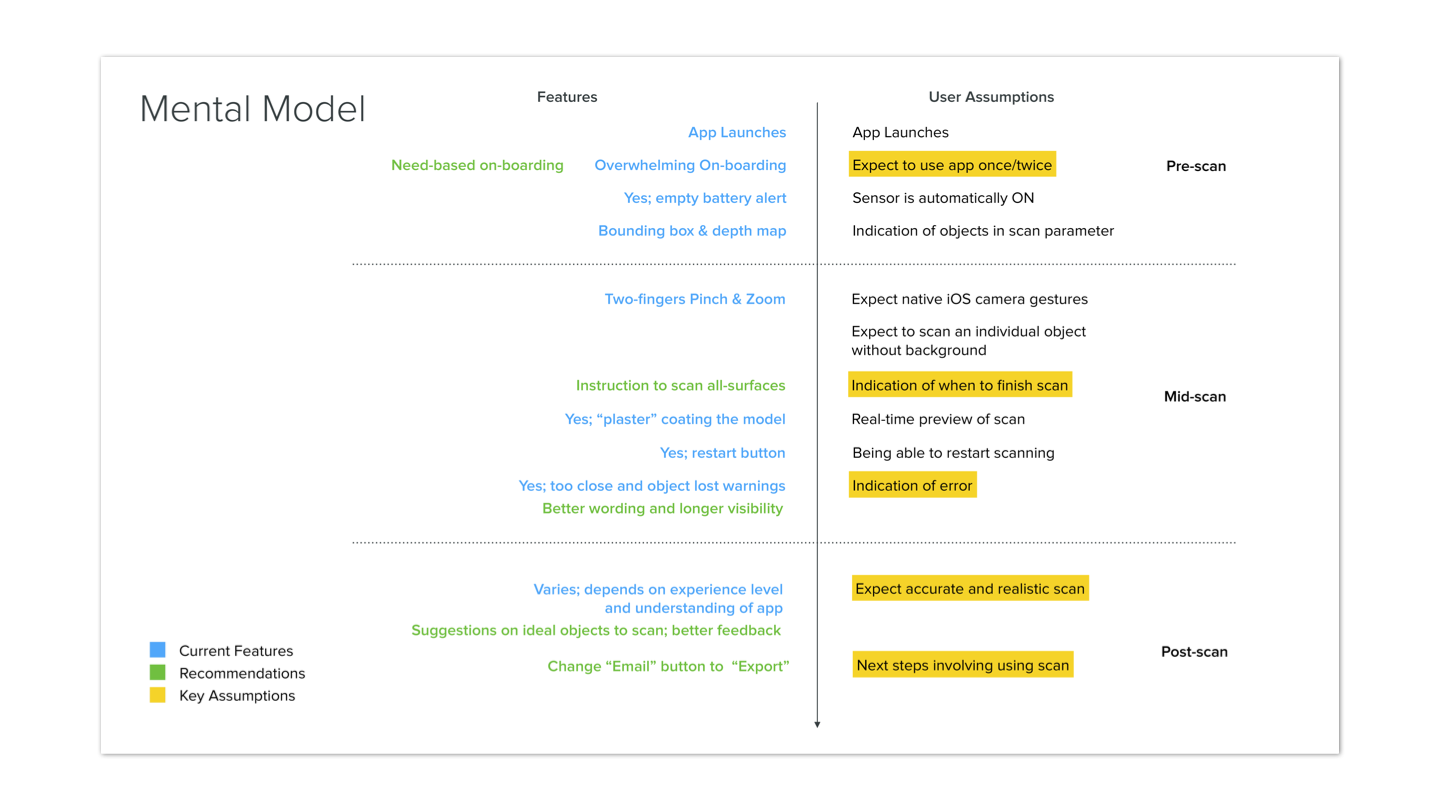 Mental Model
Features
User Assumptions
App Launches
App Launches
Need-based on-boarding
Overwhelming On-boarding
Expect to use app once/twice
Pre-scan
Yes; empty battery alert
Sensor is automatically ON
Bounding box & depth map
Indication of objects in scan parameter
Two-fingers Pinch & Zoom
Expect native iOS camera gestures
Expect to scan an individual object
without background
Instruction to scan all-surfaces
Indication of when to finish scan
Mid-scan
Yes; “plaster” coating the model
Real-time preview of scan
Yes; restart button
Being able to restart scanning
Yes; too close and object lost warnings
Indication of error
Better wording and longer visibility
Varies; depends on experience level
and understanding of app
Expect accurate and realistic scan
Suggestions on ideal objects to scan; better feedback
Change “Email” button to “Export”
Next steps involving using scan
Post-scan
Current Features
Recommendations
Key Assumptions